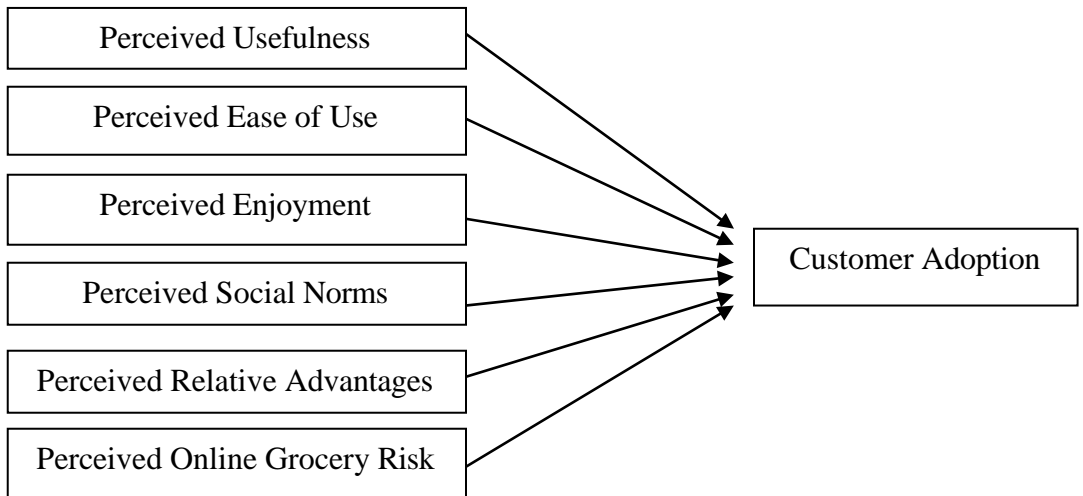 Perceived Usefulness
Perceived Ease of Use
Perceived Enjoyment
Perceived Social Norms
Perceived Relative Advantages
Perceived Online Grocery Risk
Customer Adoption